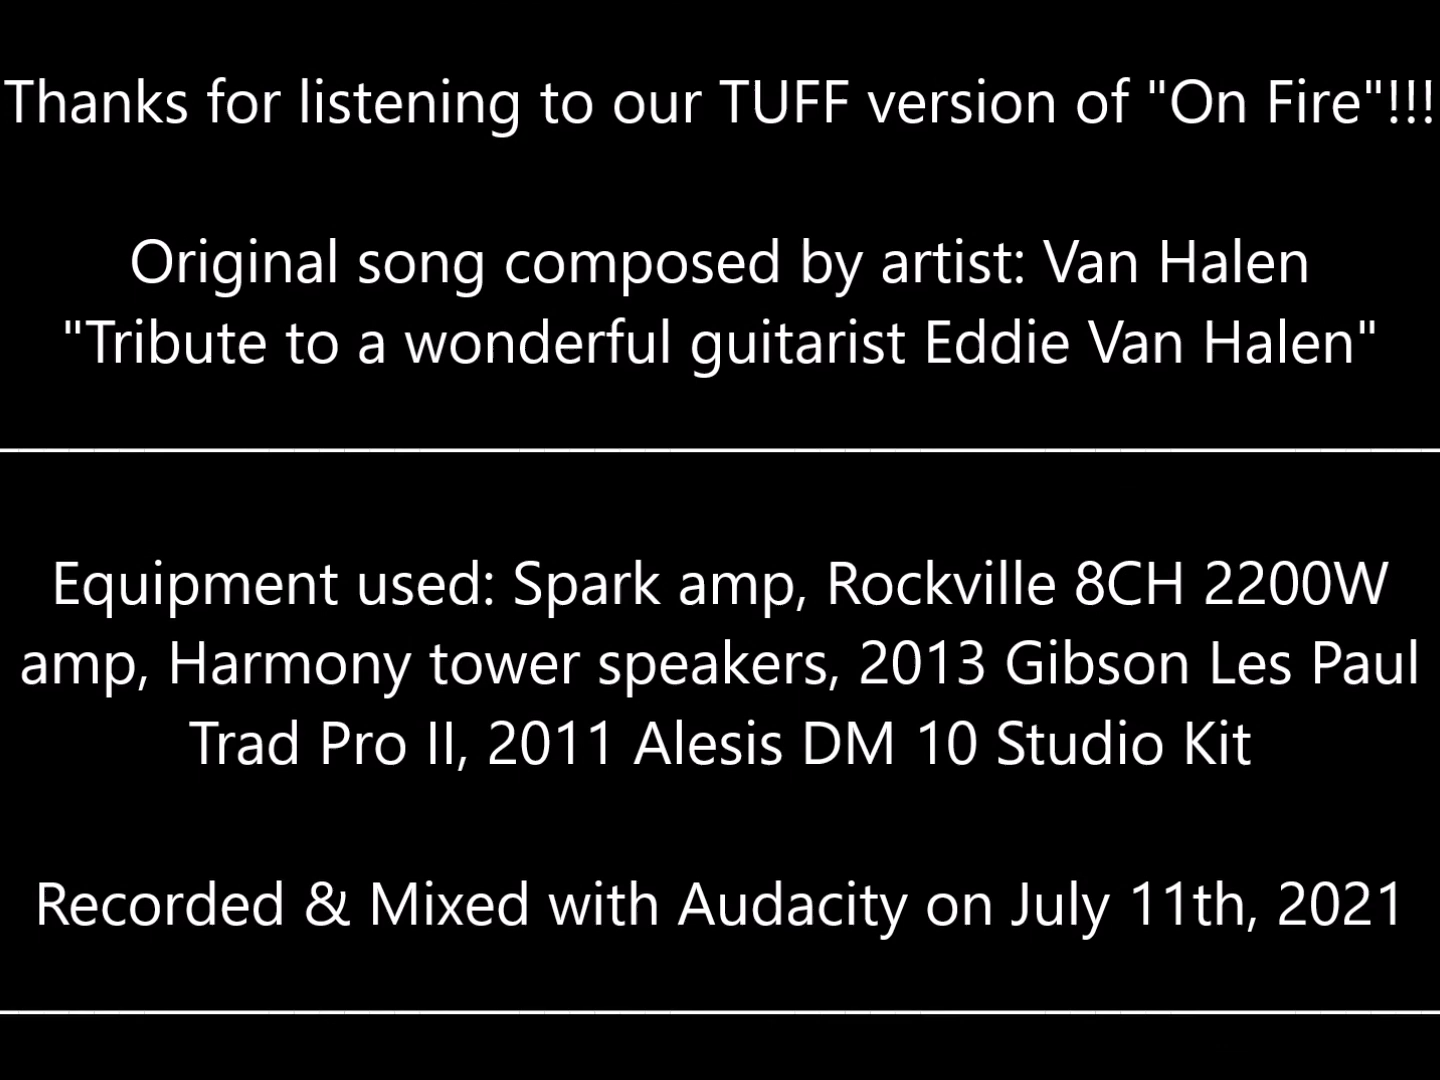 Thanks for listening to our TUFF version of "On Fire"!!!
Original song composed by artist: Van Halen
"Tribute to a wonderful guitarist Eddie Van Halen"
Equipment used: Spark amp, Rockville 8CH 2200W
amp, Harmony tower speakers, 2013 Gibson Les Paul
Trad Pro II, 2011 Alesis DM 10 Studio Kit
Recorded & Mixed with Audacity on July 11th, 2021